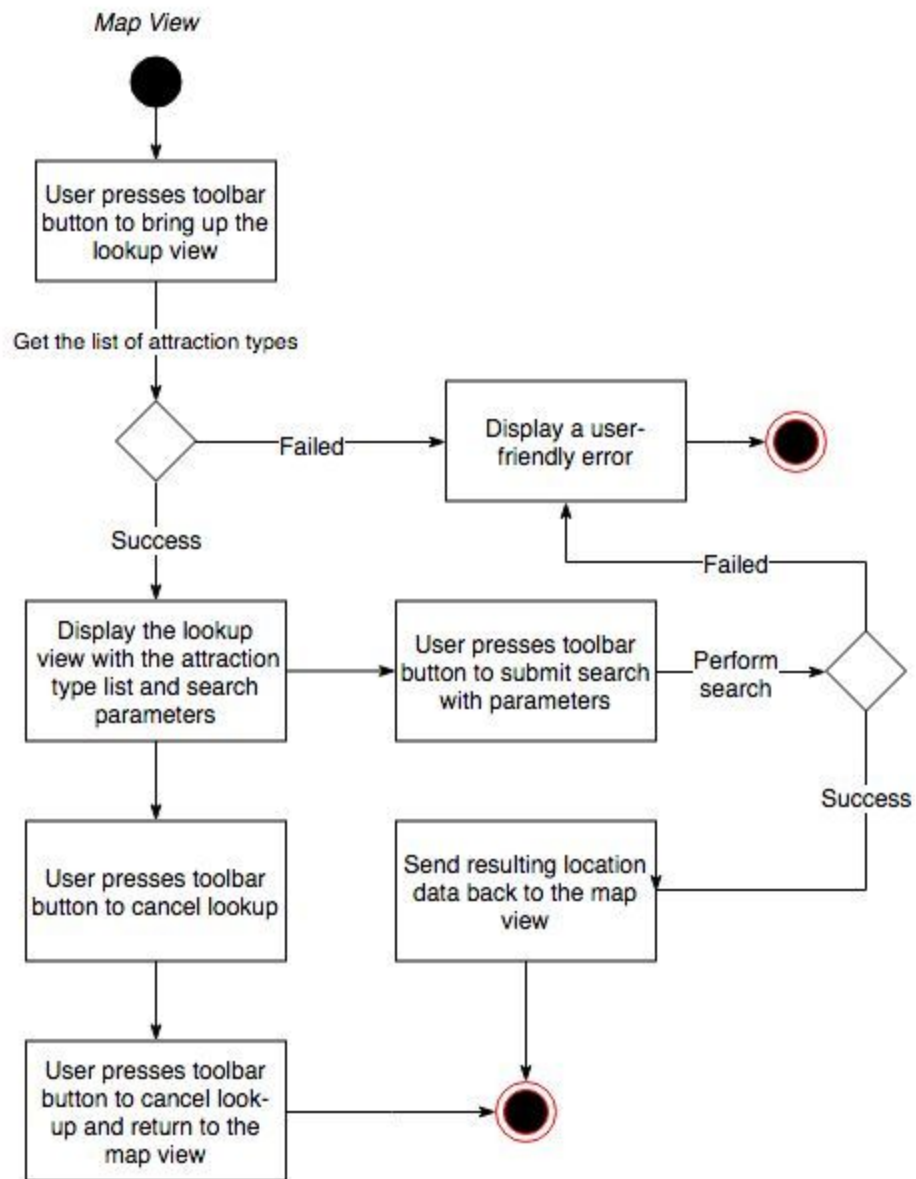 Map View
User presses toolbar
button to bring up the
lookup view
Get the list of attraction types
Failed
Display a user-
friendly error
Success
Failed
Display the lookup
view with the attraction
type list and search
parameters
User presses toolbar
button to submit search
with parameters
Perform
search
Success
User presses toolbar
button to cancel lookup
Send resulting location
data back to the map
view
User presses toolbar
button to cancel look-
up and return to the
map view